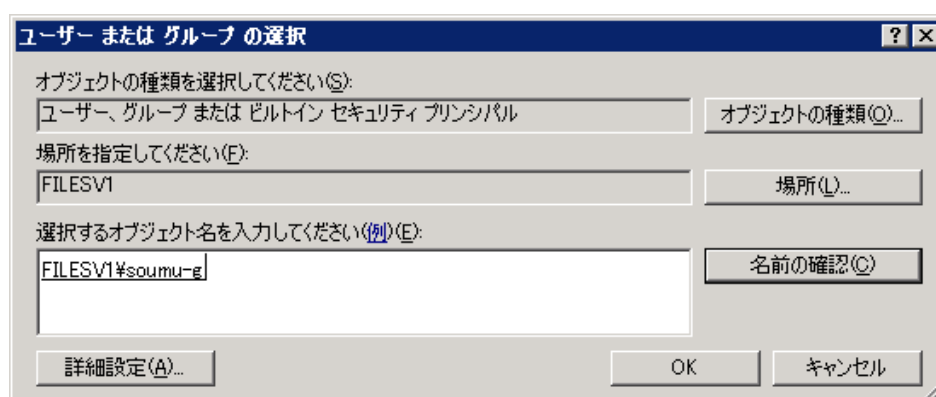 ユーザー または グループ の選択
オブジェクトの種類を選択してください(S):
ユーザー、グループ または ビルトイン セキュリティ プリンシパル
オブジェクトの種類(O)...
場所を指定してください(F):
FILESV1
場所(L)...
選択するオブジェクト名を入力してください(例)(E):
FILESV1¥soumu-g
名前の確認(C)
詳細設定(A)...
OK
キャンセル